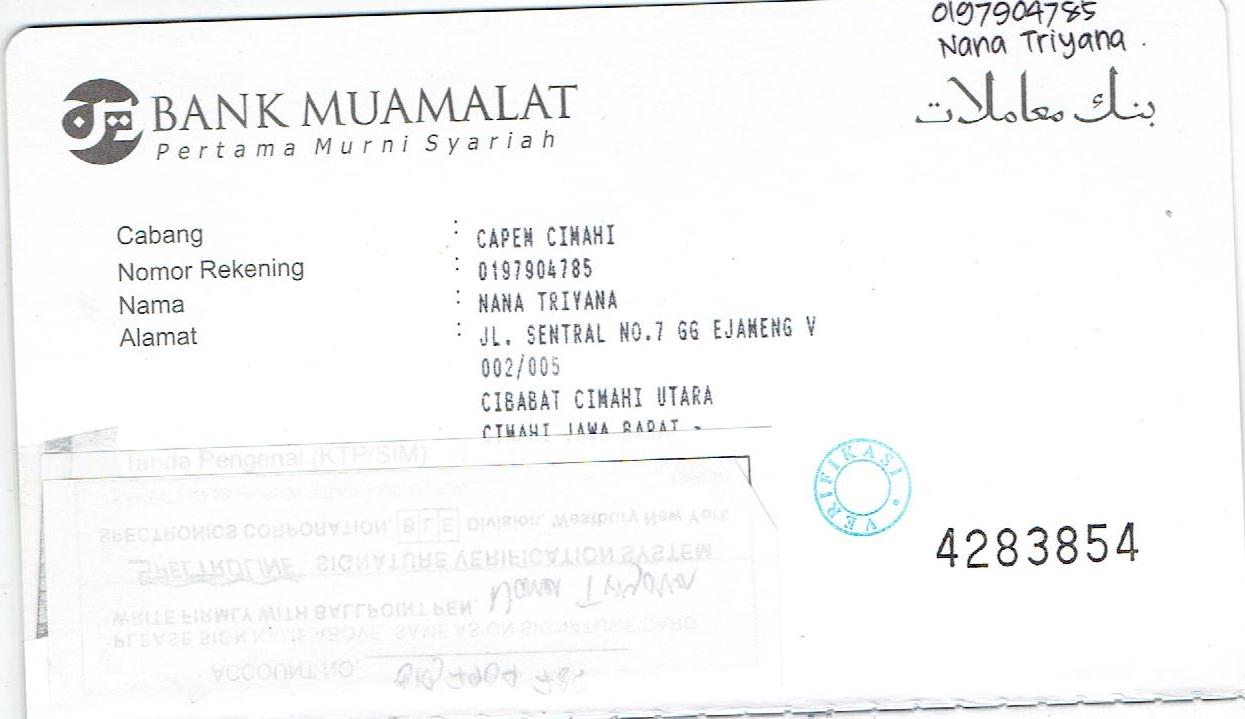 0197904785
Nana Triyana
BANK MUAMALAT
Pertama Murni Syariah
بنك معاملات
Cabang : CAPEM CIMAHI
Nomor Rekening : 0197904785
Nama : NANA TRIYANA
Alamat : JL. SENTRAL NO.7 GG EJAMENG V
002/005
CIBABAT CIMAHI UTARA
CIMAHI JAWA BARAT -
Tanda Pengenal (KTP/SIM)
VERIFIKASI
4283854
SPECTRONICS CORPORATION BLE Division, Westbury New York
SPECTROLINE SIGNATURE VERIFICATION SYSTEM
WRITE FIRMLY WITH BALLPOINT PEN. Nana Triyana
PLEASE SIGN NAME ABOVE, SAME AS ON SIGNATURE CARD
ACCOUNT NO.